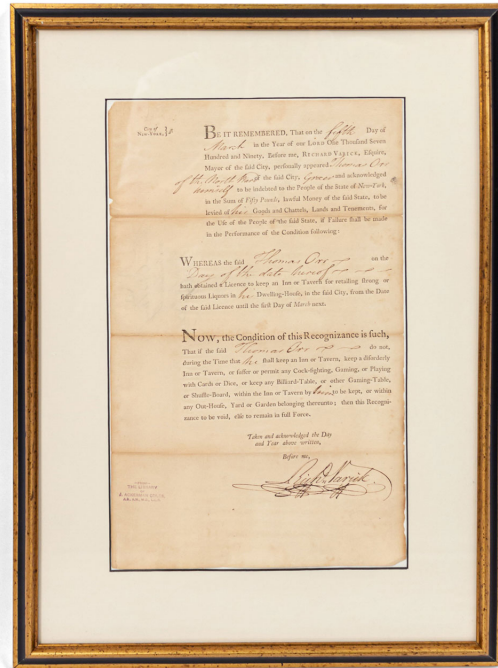 City of
New-York, } ss
BE IT REMEMBERED, That on the fifth Day of
March in the Year of our LORD One Thousand Seven
Hundred and Ninety, Before me, RICHARD VARICK, Esquire,
Mayor of the said City, personally appeared Thomas Orr
of the North Ward of the said City, Grocer and acknowledged
himself to be indebted to the People of the State of New-York,
in the Sum of Fifty Pounds, lawful Money of the said State, to be
levied of his Goods and Chattels, Lands and Tenements, for
the Use of the People of the said State, if Failure shall be made
in the Performance of the Condition following:
WHEREAS the said Thomas Orr on the
Day of the date hereof
hath obtained a Licence to keep an Inn or Tavern for retailing strong or
spirituous Liquors in his Dwelling-House, in the said City, from the Date
of the said Licence until the first Day of March next.
NOW, the Condition of this Recognizance is such,
That if the said Thomas Orr do not,
during the Time that he shall keep an Inn or Tavern, keep a disorderly
Inn or Tavern, or suffer or permit any Cock-fighting, Gaming, or Playing
with Cards or Dice, or keep any Billiard-Table, or other Gaming-Table,
or Shuffle-Board, within the Inn or Tavern by him to be kept, or within
any Out-House, Yard or Garden belonging thereunto; then this Recogni-
zance to be void, else to remain in full Force.
Taken and acknowledged the Day
and Year above written,
Before me,
Richd. Varick